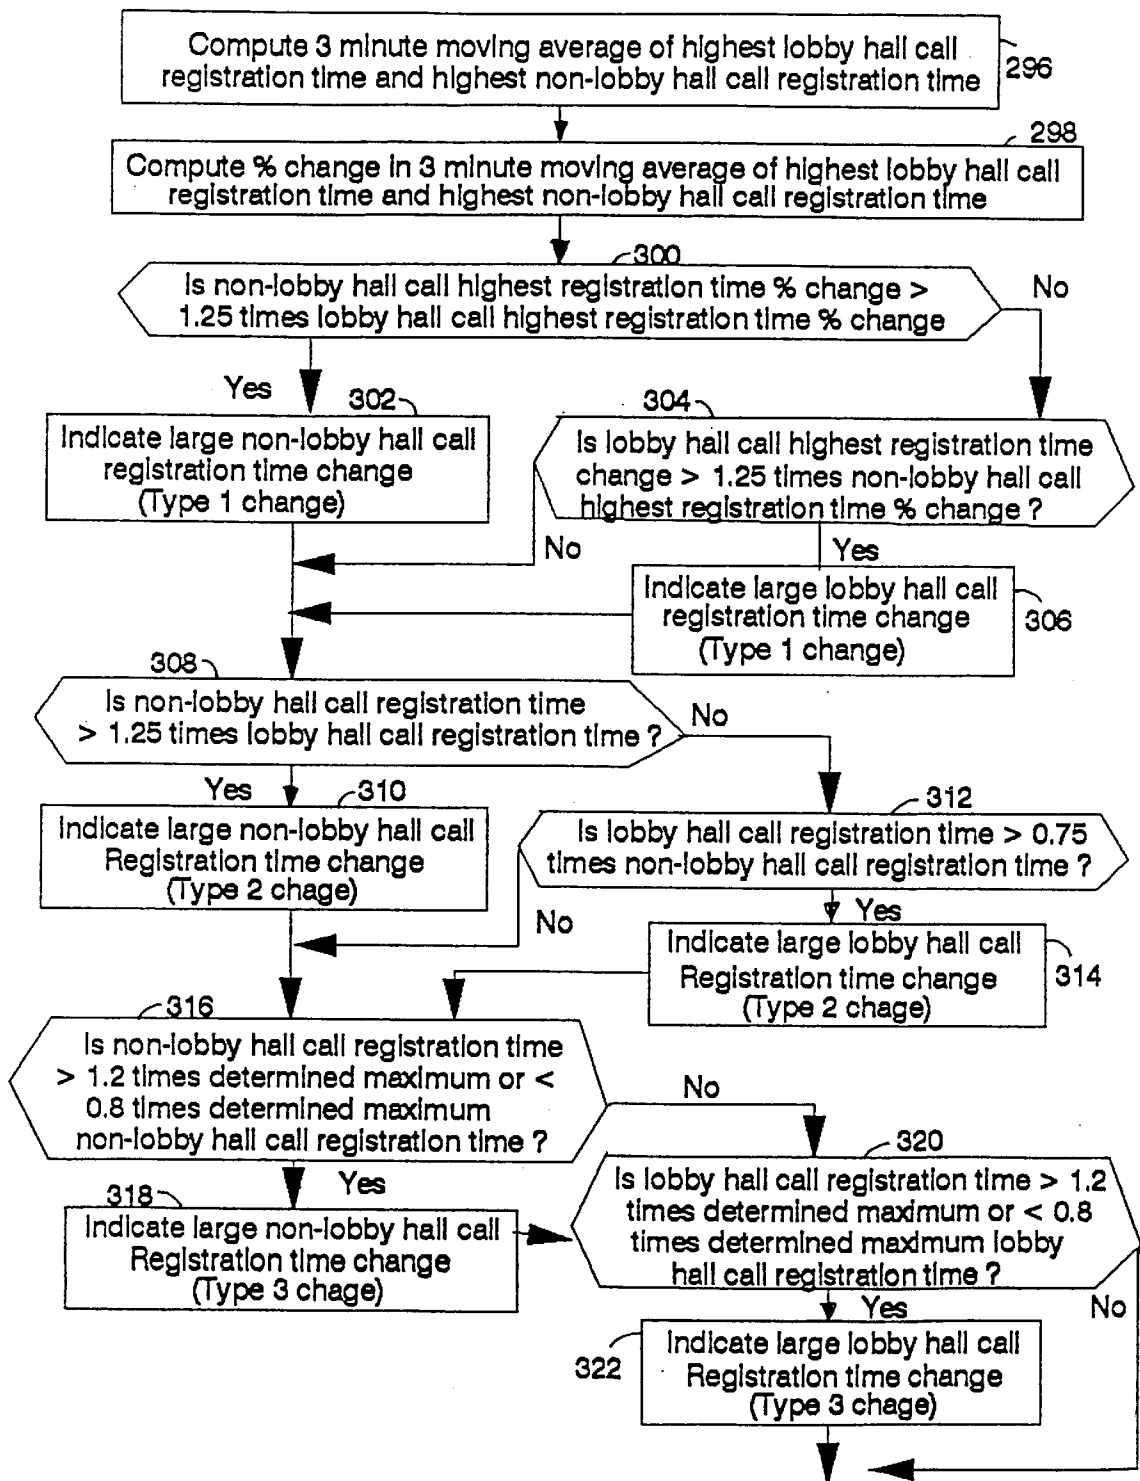 Compute 3 minute moving average of highest lobby hall call
registration time and highest non-lobby hall call registration time
296
298
Compute % change in 3 minute moving average of highest lobby hall call
registration time and highest non-lobby hall call registration time
300
Is non-lobby hall call highest registration time % change >
1.25 times lobby hall call highest registration time % change
No
Yes
302
Indicate large non-lobby hall call
registration time change
(Type 1 change)
304
Is lobby hall call highest registration time
change > 1.25 times non-lobby hall call
highest registration time % change ?
No
Yes
Indicate large lobby hall call
registration time change
(Type 1 change)
306
308
Is non-lobby hall call registration time
> 1.25 times lobby hall call registration time ?
No
Yes
310
Indicate large non-lobby hall call
Registration time change
(Type 2 chage)
312
Is lobby hall call registration time > 0.75
times non-lobby hall call registration time ?
No
Yes
Indicate large lobby hall call
Registration time change
(Type 2 chage)
314
316
Is non-lobby hall call registration time
> 1.2 times determined maximum or <
0.8 times determined maximum
non-lobby hall call registration time ?
No
Yes
318
Indicate large non-lobby hall call
Registration time change
(Type 3 chage)
320
Is lobby hall call registration time > 1.2
times determined maximum or < 0.8
times determined maximum lobby
hall call registration time ?
Yes
No
322
Indicate large lobby hall call
Registration time change
(Type 3 chage)